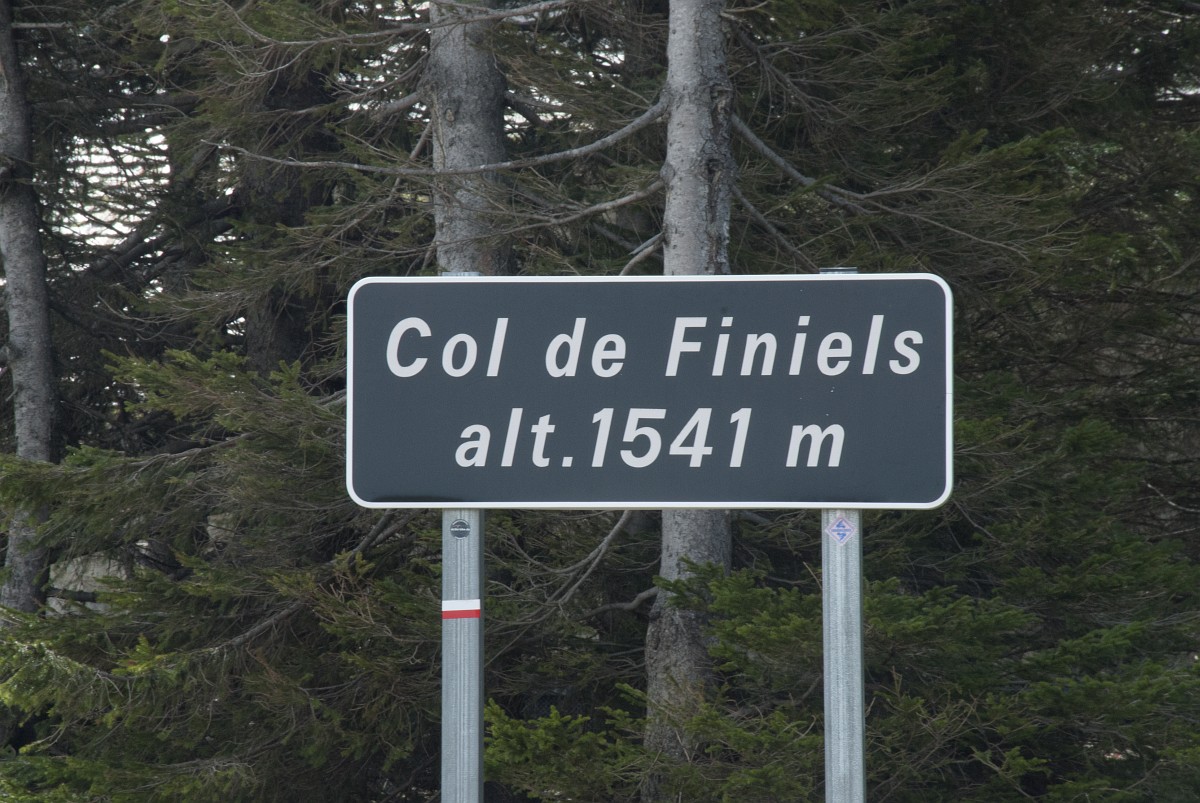 Col de Finiels
alt.1541 m